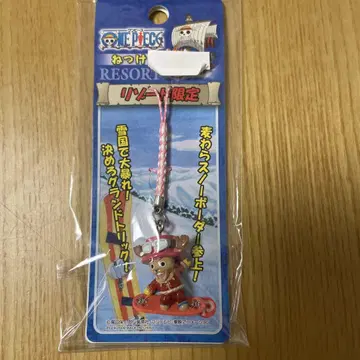 ONE PIECE
ねつけ
RESORT
リゾート限定
麦わらスノーボーダー参上!
雪国で大暴れ!
決めろグランドトリック!